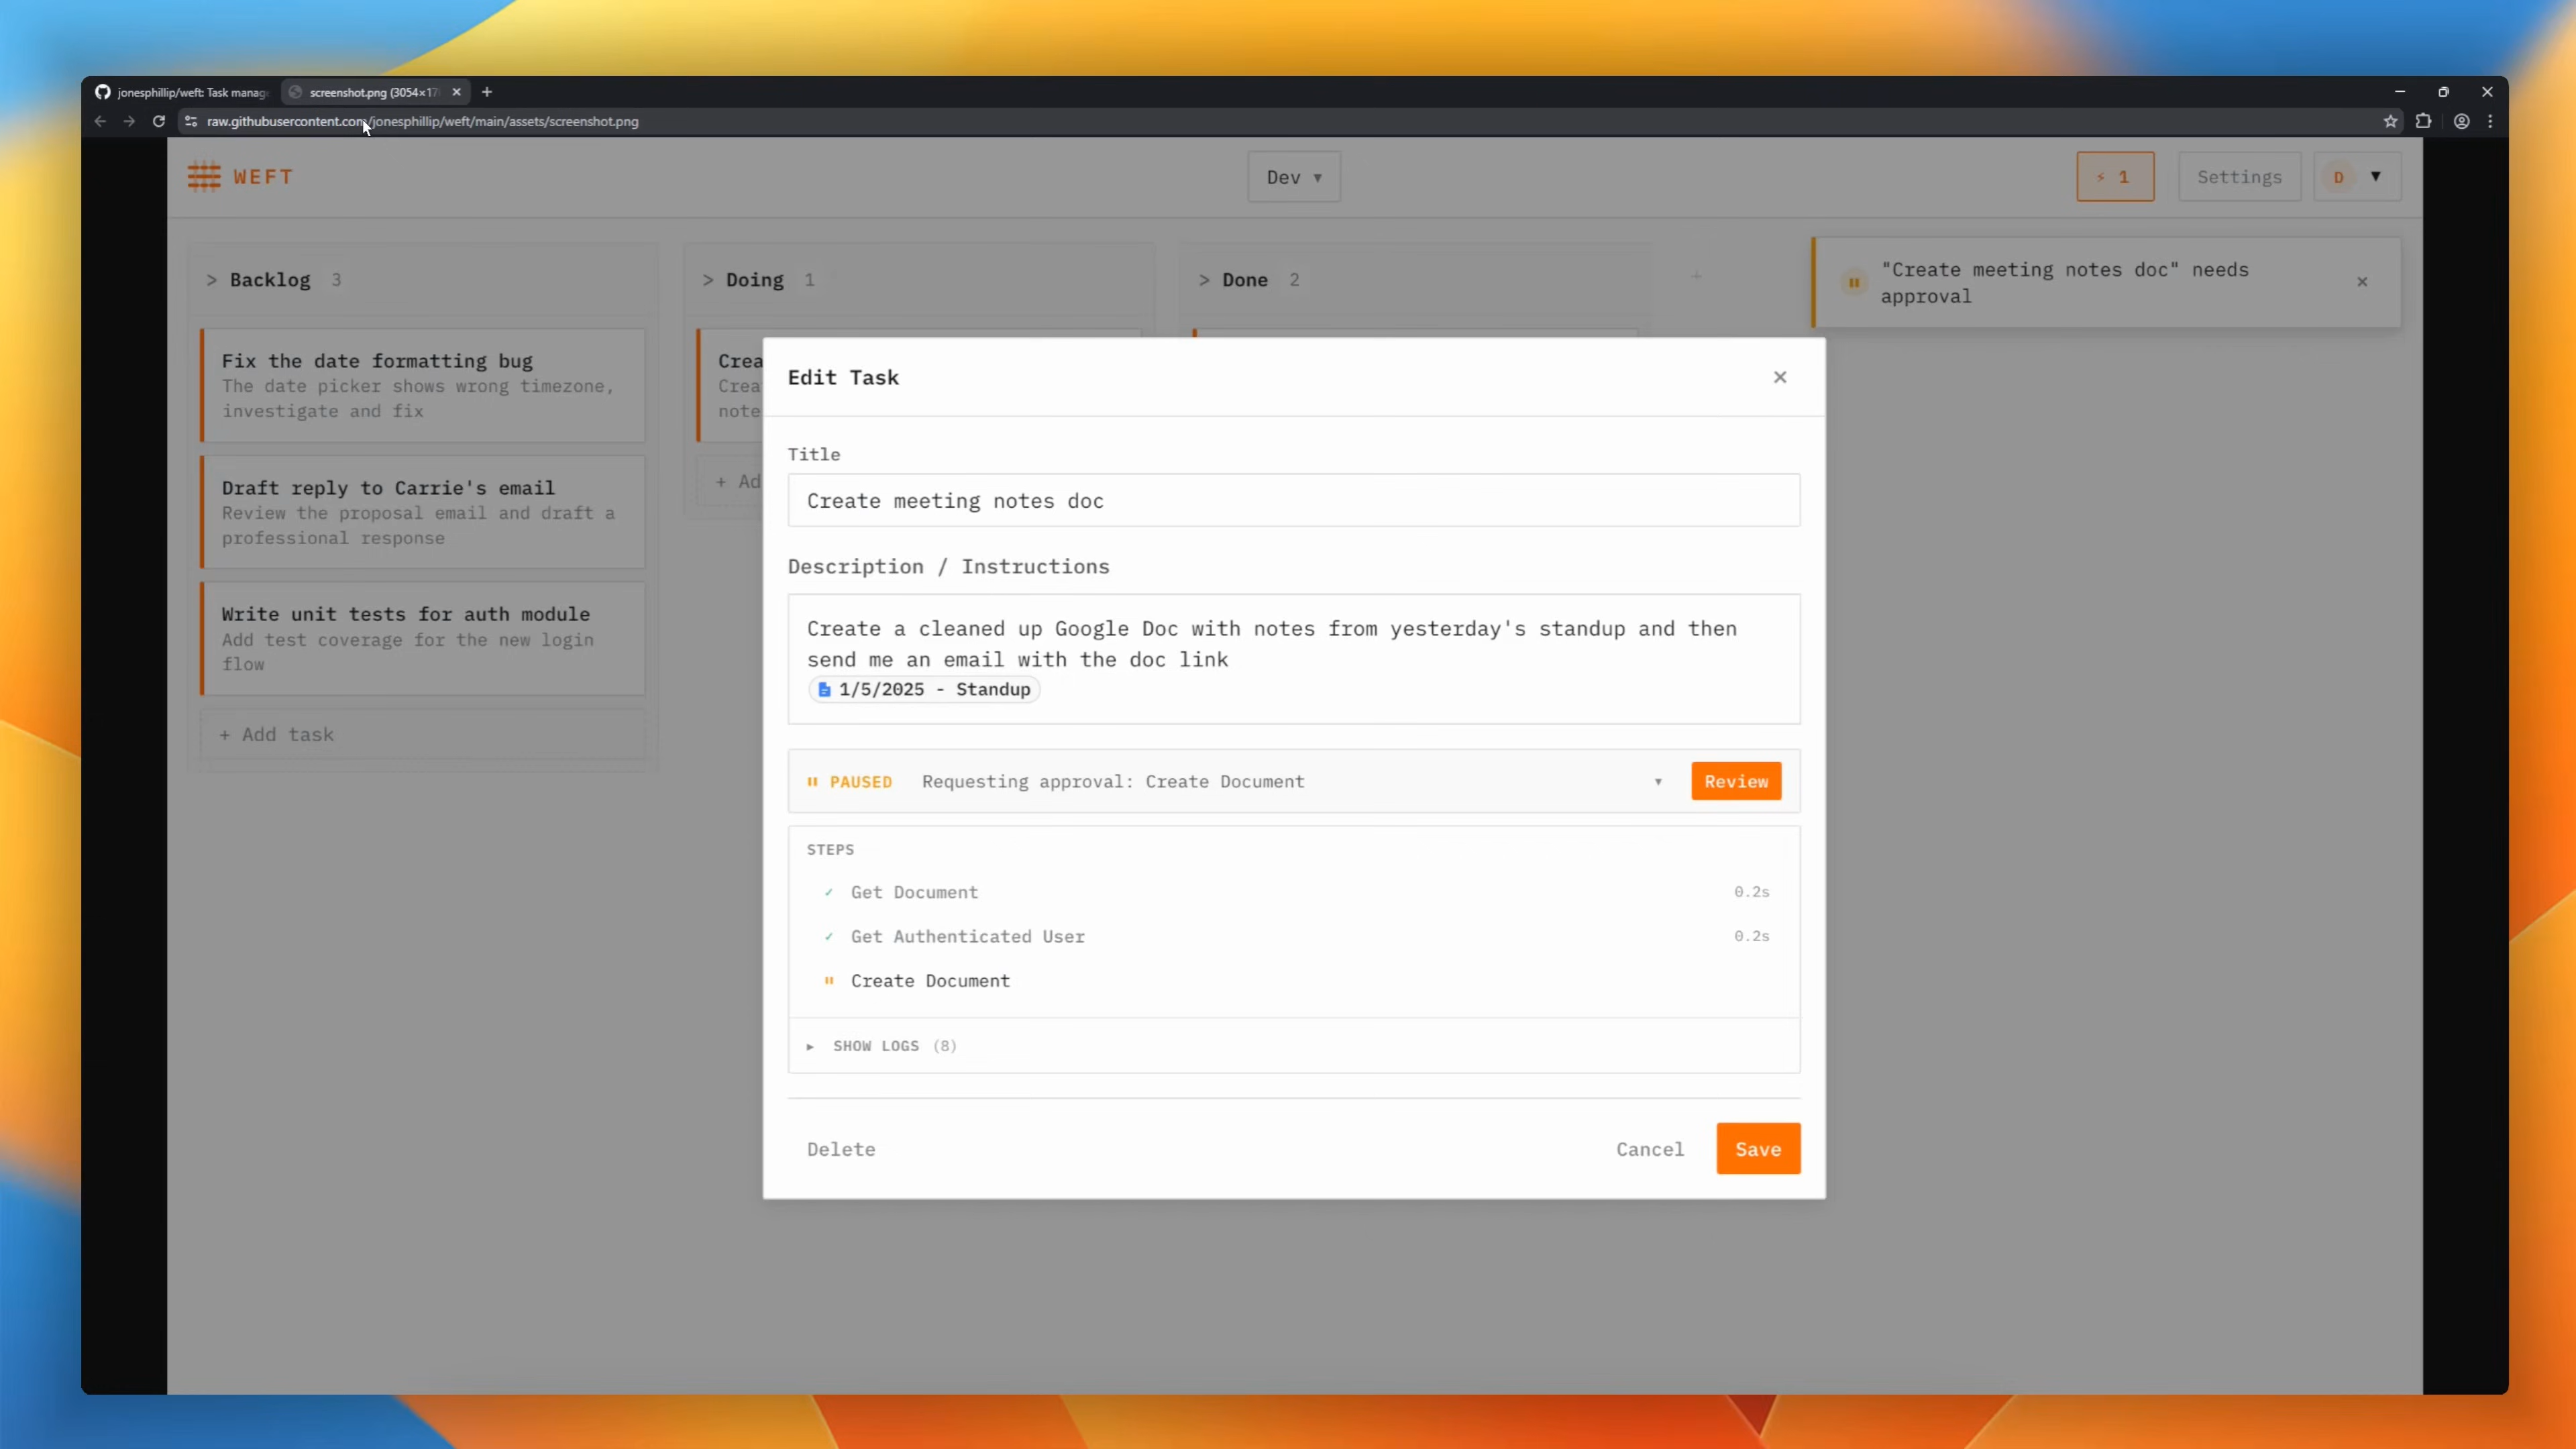 jonesphillip/weft: Task manag
screenshot.png (3054×17
raw.githubusercontent.com/jonesphillip/weft/main/assets/screenshot.png
WEFT
Dev
1
Settings
D
> Backlog 3
> Doing 1
> Done 2
+
"Create meeting notes doc" needs
approval
Fix the date formatting bug
The date picker shows wrong timezone,
investigate and fix
Draft reply to Carrie's email
Review the proposal email and draft a
professional response
Write unit tests for auth module
Add test coverage for the new login
flow
+ Add task
Crea
Crea
note
+ Ad
Edit Task
Title
Create meeting notes doc
Description / Instructions
Create a cleaned up Google Doc with notes from yesterday's standup and then
send me an email with the doc link
1/5/2025 - Standup
PAUSED Requesting approval: Create Document
Review
STEPS
Get Document 0.2s
Get Authenticated User 0.2s
Create Document
SHOW LOGS (8)
Delete
Cancel
Save